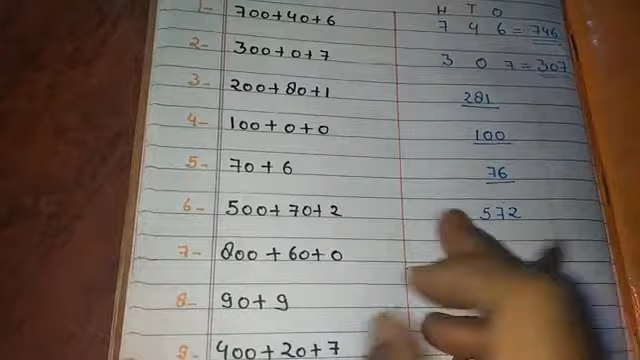 H T O
1- 700+40+6 7 4 6 = 746
2- 300+0+7 3 0 7 = 307
3- 200+80+1 281
4- 100+0+0 100
5- 70+6 76
6- 500+70+2 572
7- 800+60+0
8- 90+9
9- 400+20+7